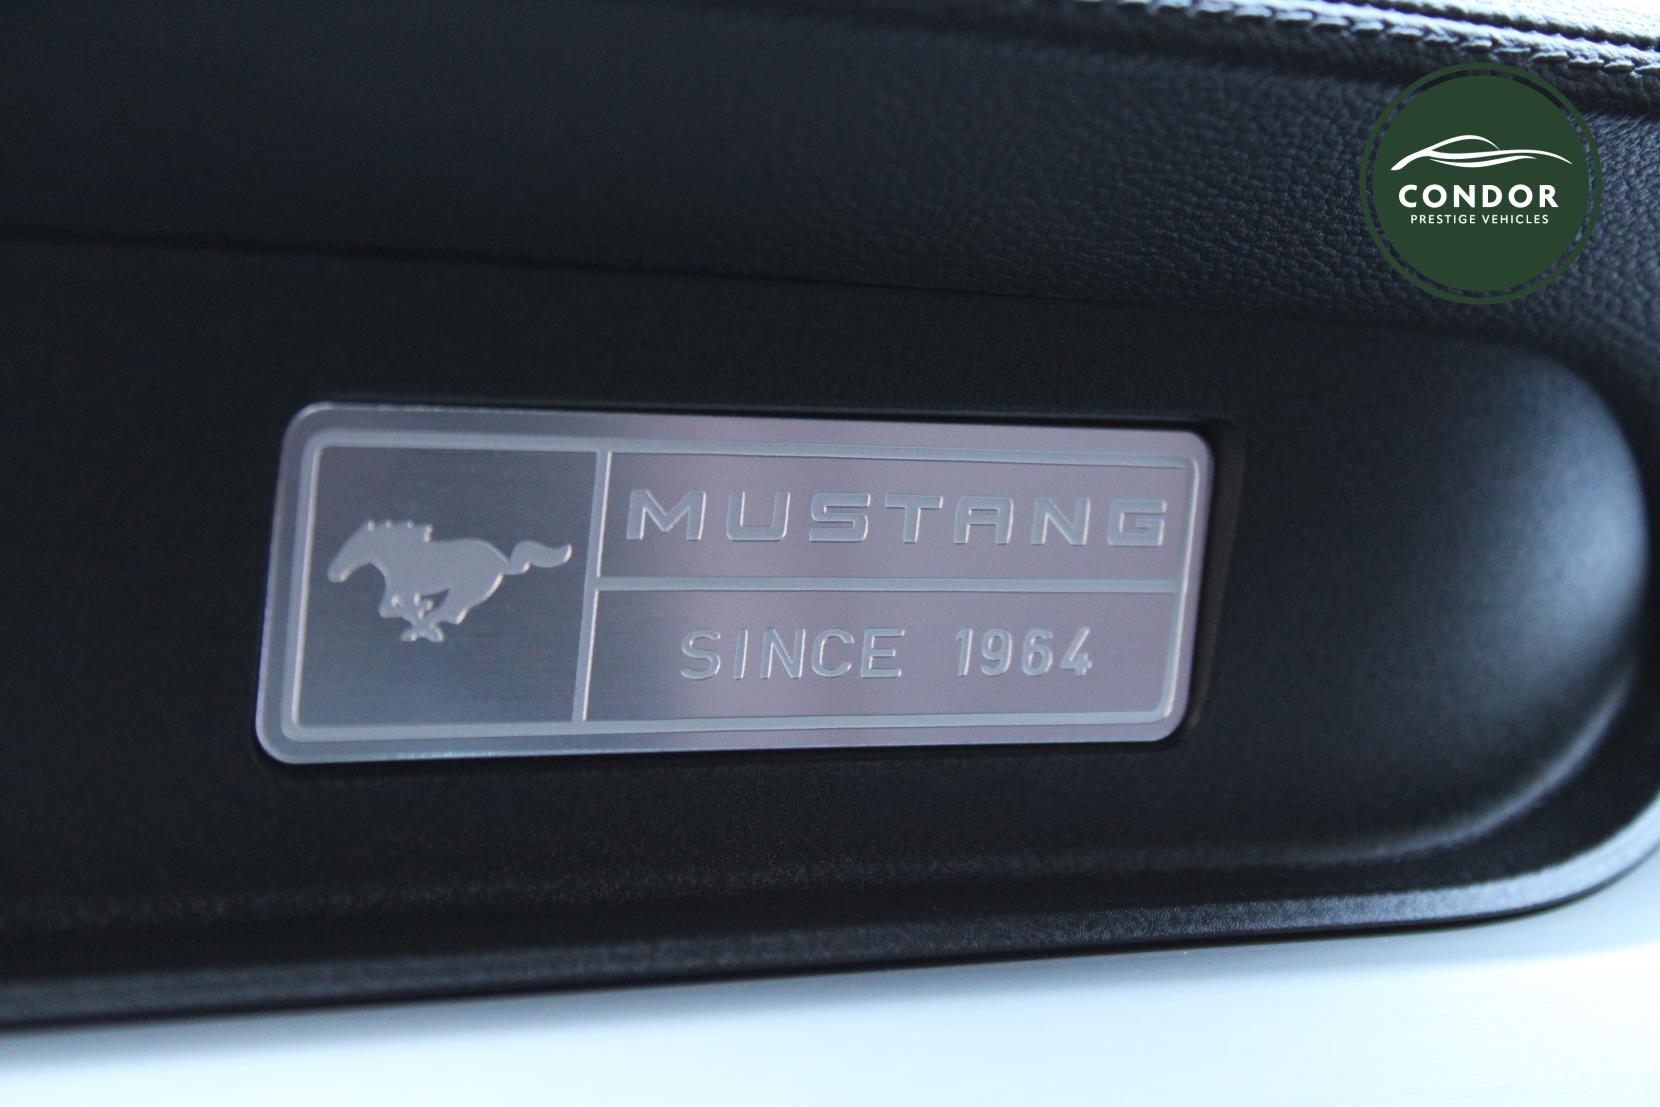 CONDOR
PRESTIGE VEHICLES
MUSTANG
SINCE 1964